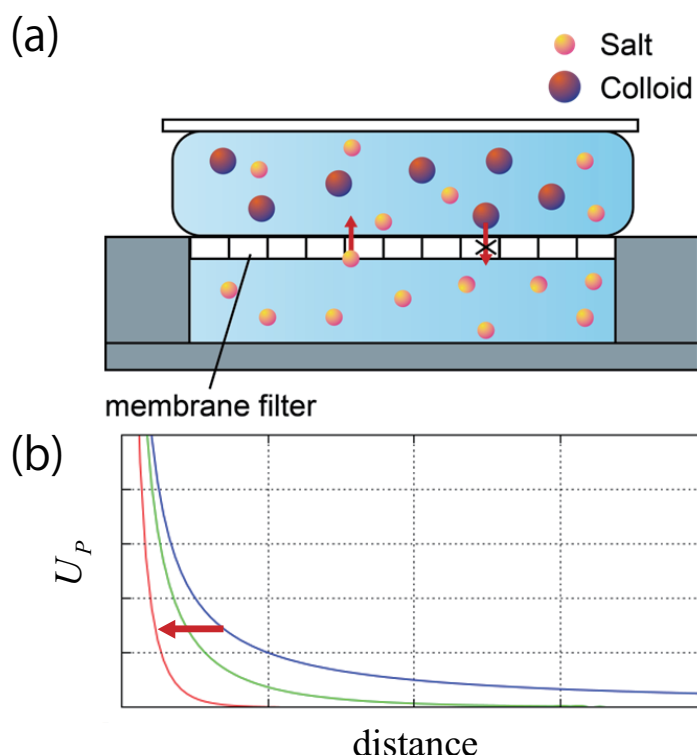 (a)
Salt
Colloid
membrane filter
(b)
U_P
distance